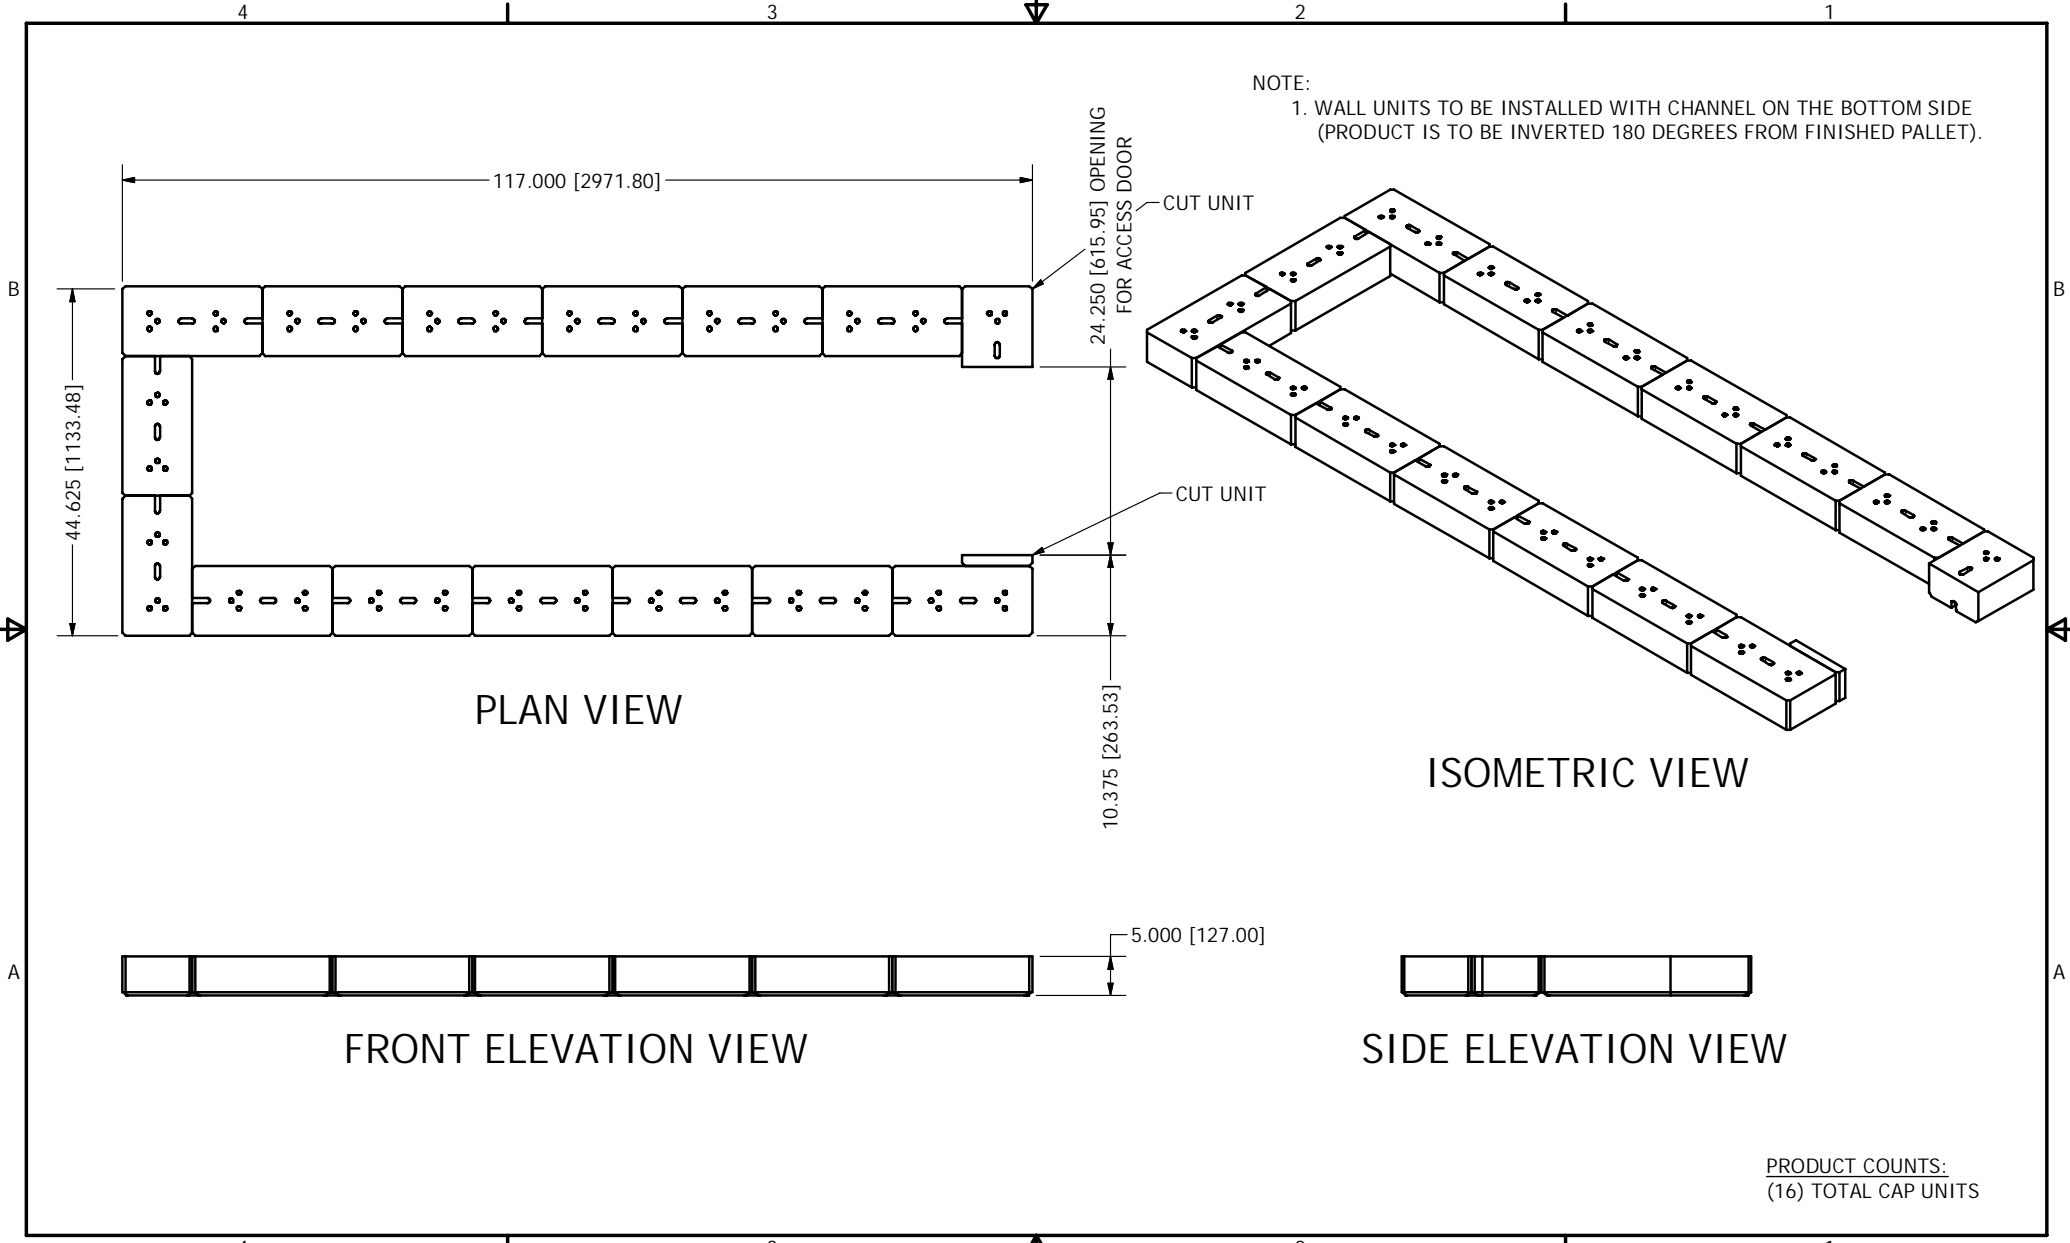 4 3 2 1
NOTE:
1. WALL UNITS TO BE INSTALLED WITH CHANNEL ON THE BOTTOM SIDE
(PRODUCT IS TO BE INVERTED 180 DEGREES FROM FINISHED PALLET).
117.000 [2971.80]
24.250 [615.95] OPENING
FOR ACCESS DOOR
CUT UNIT
B B
44.625 [1133.48]
CUT UNIT
10.375 [263.53]
PLAN VIEW
ISOMETRIC VIEW
5.000 [127.00]
A A
FRONT ELEVATION VIEW
SIDE ELEVATION VIEW
PRODUCT COUNTS:
(16) TOTAL CAP UNITS